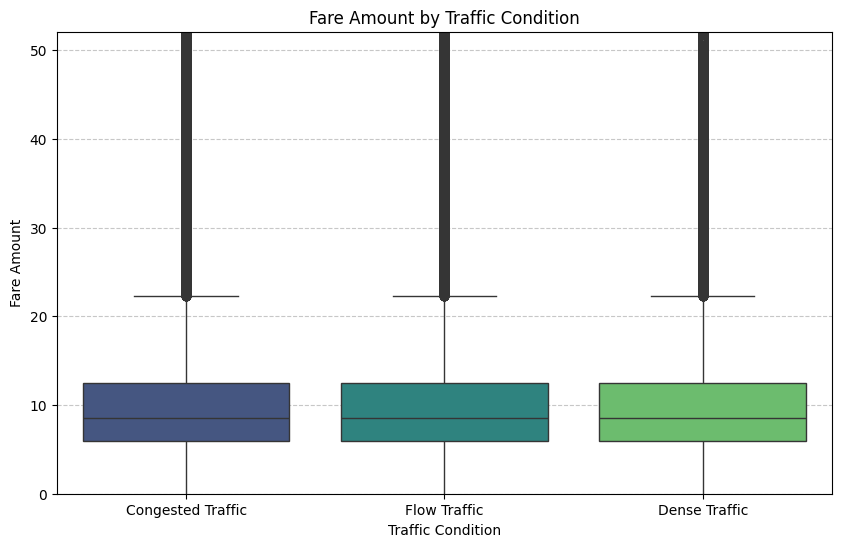 Fare Amount by Traffic Condition
Fare Amount
50
40
30
20
10
0
Congested Traffic Flow Traffic Dense Traffic
Traffic Condition